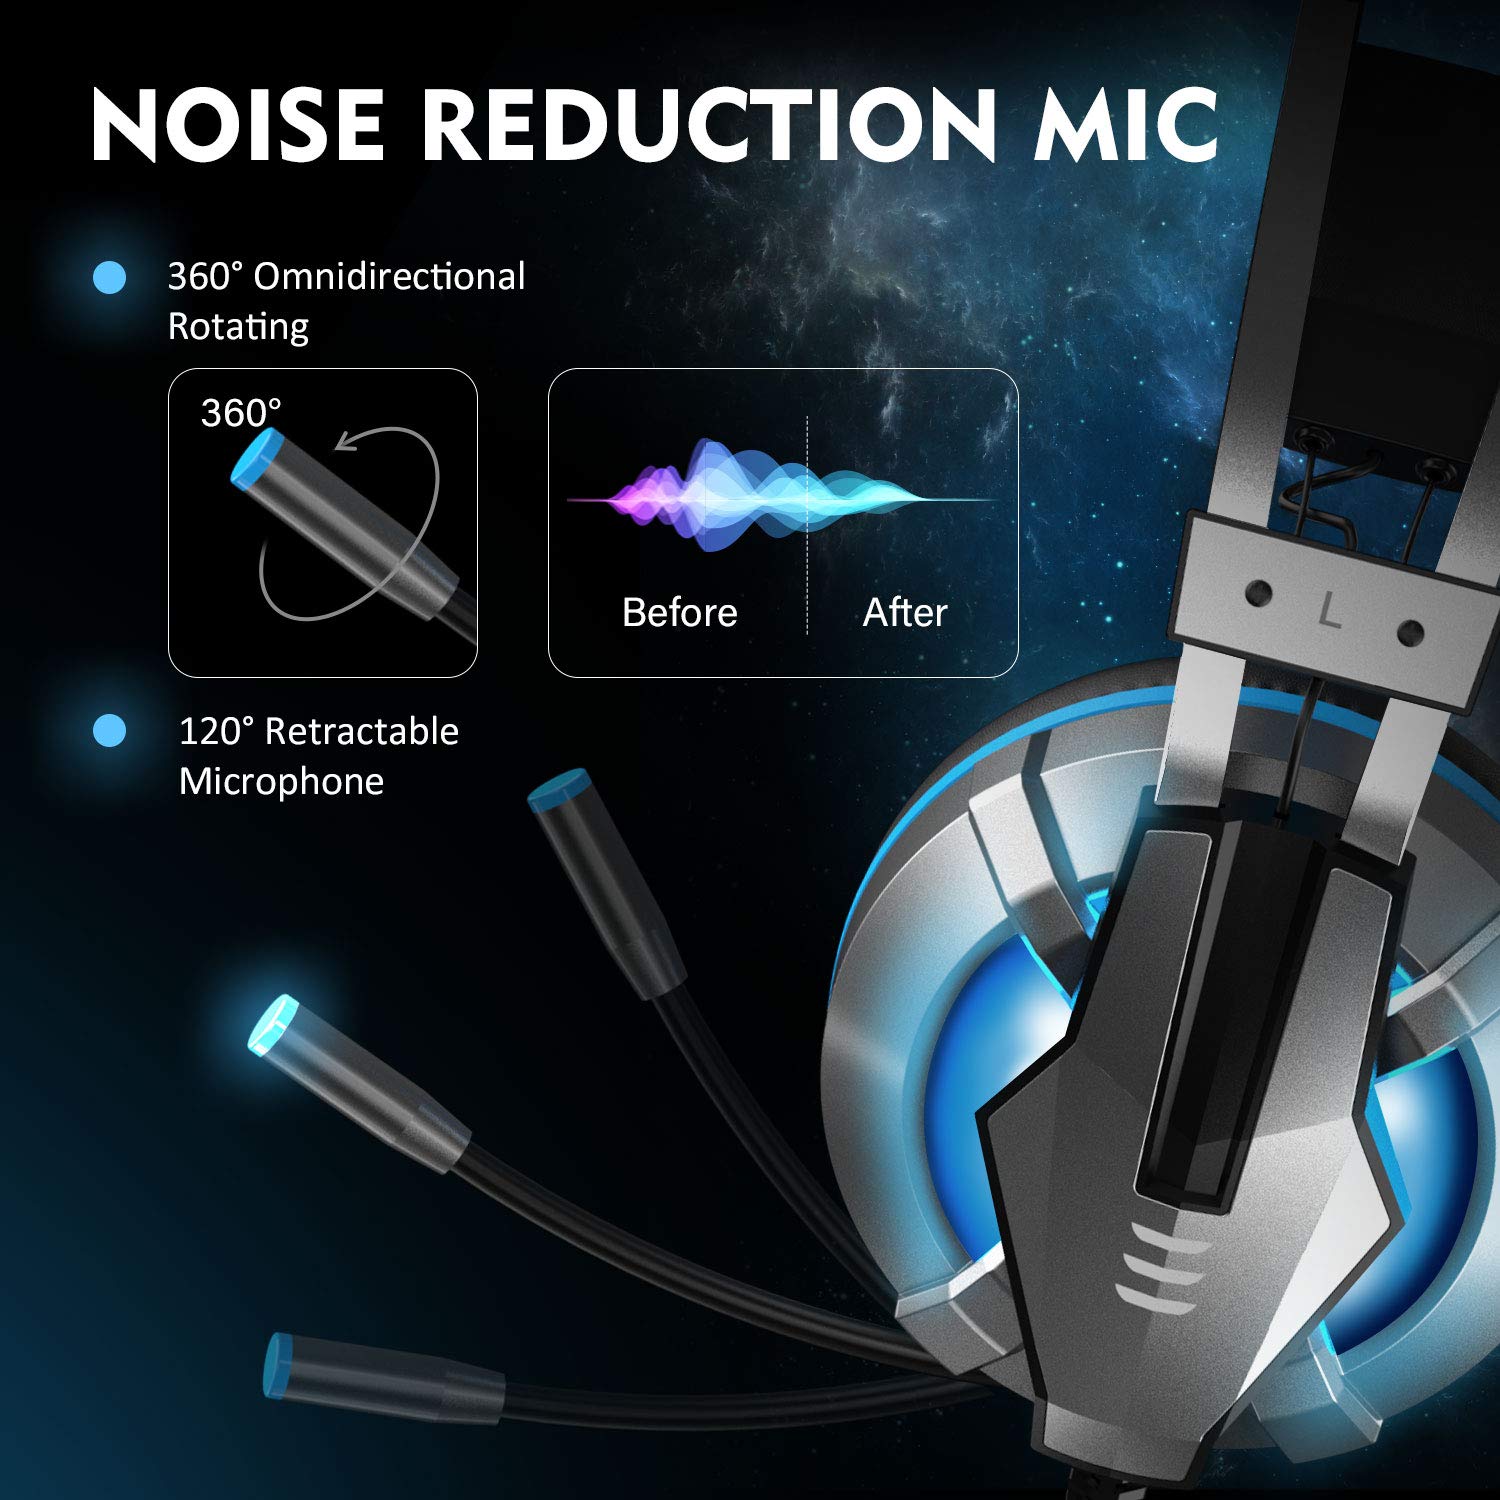 NOISE REDUCTION MIC
360° Omnidirectional
Rotating
360°
Before
After
120° Retractable
Microphone
L